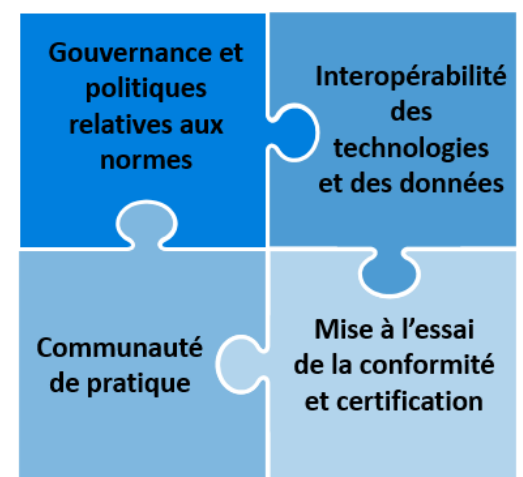 Gouvernance et
politiques
relatives aux
normes
Interopérabilité
des
technologies
et des données
Communauté
de pratique
Mise à l’essai
de la conformité
et certification